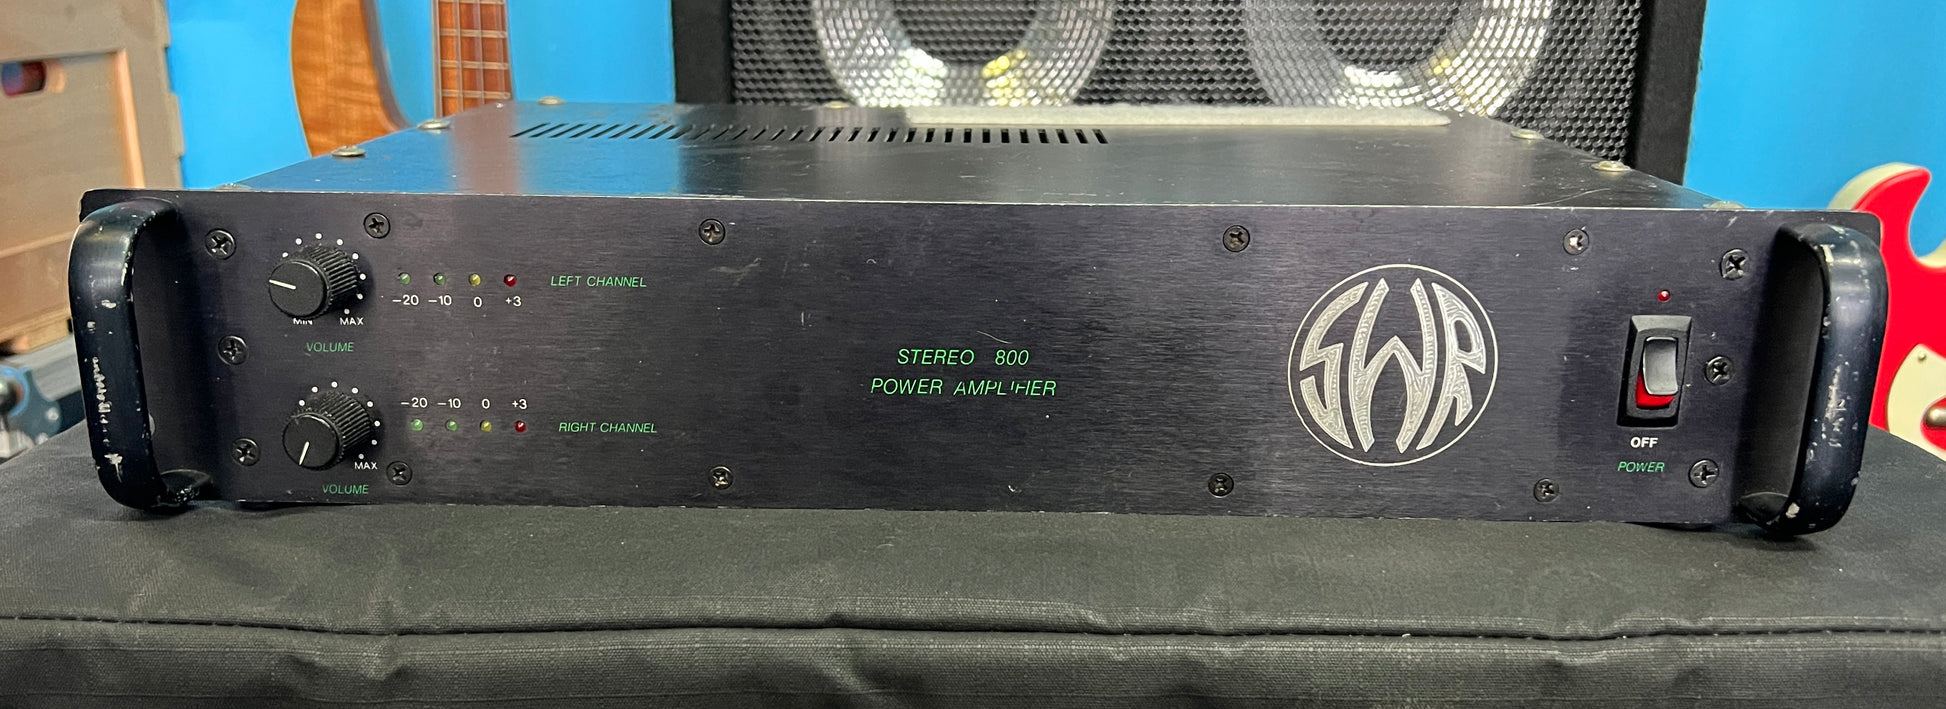 -20 -10 0 +3
LEFT CHANNEL
MIN MAX
VOLUME
STEREO 800
POWER AMPLIFIER
SWR
-20 -10 0 +3
RIGHT CHANNEL
MAX
VOLUME
OFF
POWER